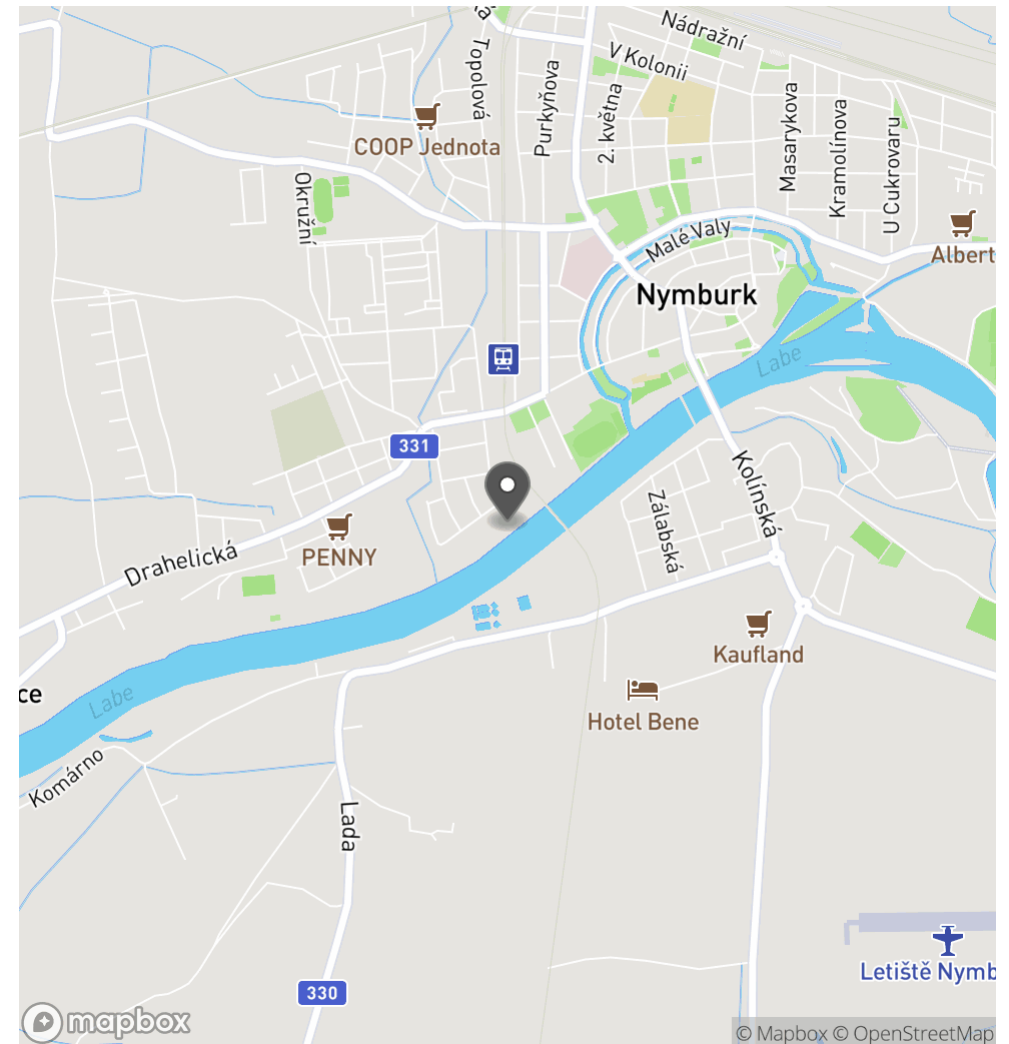 Nádražní
V Kolonii
Topolová
Purkyňova
2. května
Masarykova
Kramolínova
U Cukrovaru
COOP Jednota
Okružní
Malé Valy
Albert
Nymburk
Labe
331
Kolínská
Zálabská
PENNY
Drahelická
Kaufland
ce
Labe
Hotel Bene
Komárno
Lada
Letiště Nymb
330
mapbox
© Mapbox © OpenStreetMap